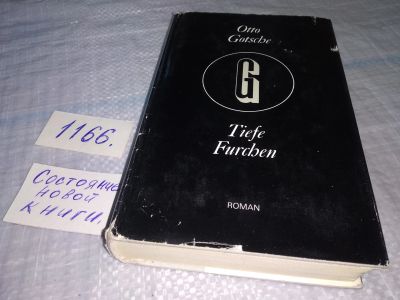 Otto
Gotsche
G
Tiefe
Furchen
ROMAN
1166.
Состояние
новой
книги.